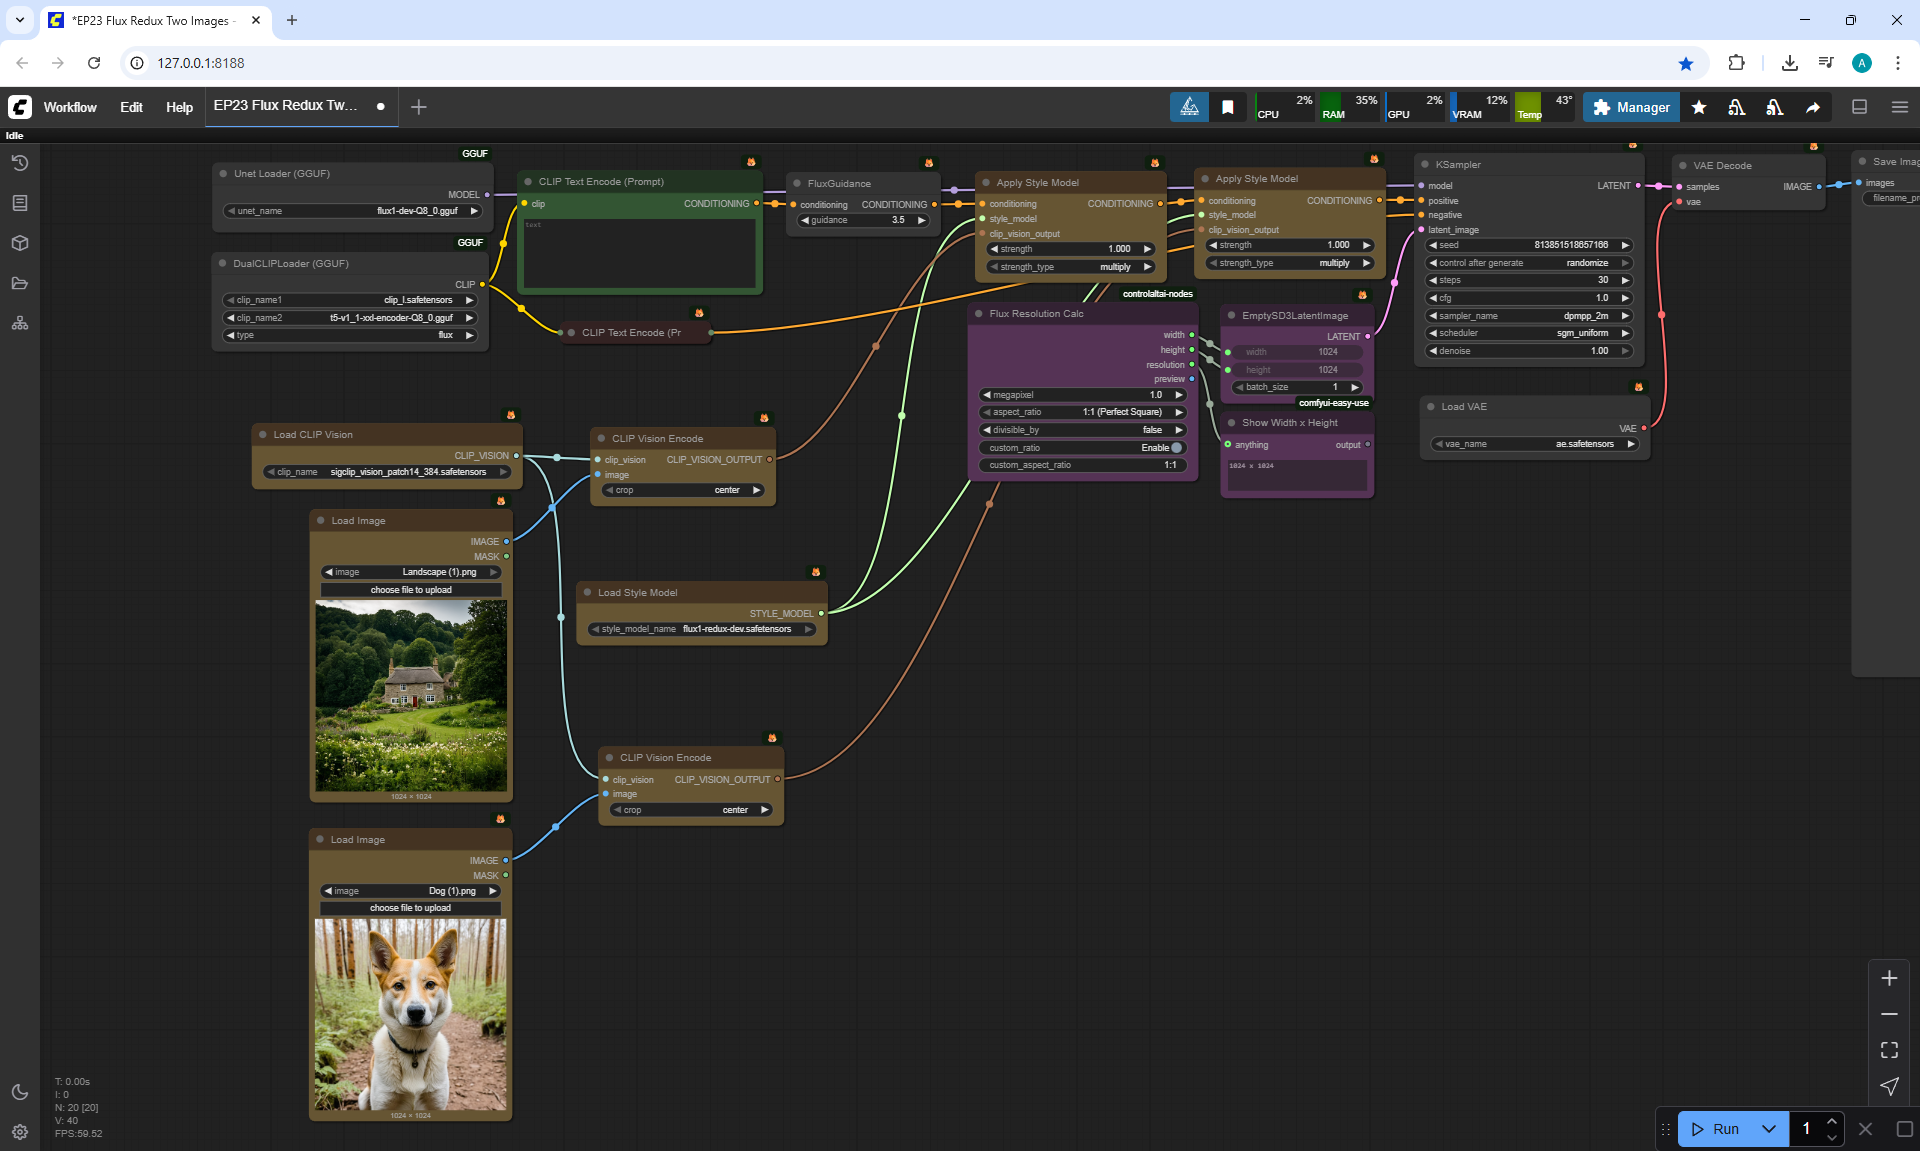 *EP23 Flux Redux Two Images -
127.0.0.1:8188
Workflow Edit Help EP23 Flux Redux Tw...
CPU 2% RAM 35% GPU 2% VRAM 12% Temp 43° Manager
Idle
GGUF
Unet Loader (GGUF)
MODEL
unet_name flux1-dev-Q8_0.gguf
GGUF
DualCLIPLoader (GGUF)
CLIP
clip_name1 clip_l.safetensors
clip_name2 t5-v1_1-xxl-encoder-Q8_0.gguf
type flux
CLIP Text Encode (Prompt)
clip CONDITIONING
text
CLIP Text Encode (Pr
FluxGuidance
conditioning CONDITIONING
guidance 3.5
Apply Style Model
conditioning CONDITIONING
style_model
clip_vision_output
strength 1.000
strength_type multiply
Apply Style Model
conditioning CONDITIONING
style_model
clip_vision_output
strength 1.000
strength_type multiply
KSampler
model LATENT
positive
negative
latent_image
seed 813851518657166
control after generate randomize
steps 30
cfg 1.0
sampler_name dpmpp_2m
scheduler sgm_uniform
denoise 1.00
VAE Decode
samples IMAGE
vae
Save Imag
images
filename_pr
controlaltai-nodes
Flux Resolution Calc
width
height
resolution
preview
megapixel 1.0
aspect_ratio 1:1 (Perfect Square)
divisible_by false
custom_ratio Enable
custom_aspect_ratio 1:1
EmptySD3LatentImage
LATENT
width 1024
height 1024
batch_size 1
comfyui-easy-use
Show Width x Height
anything output
1024 x 1024
Load VAE
VAE
vae_name ae.safetensors
Load CLIP Vision
CLIP_VISION
clip_name sigclip_vision_patch14_384.safetensors
CLIP Vision Encode
clip_vision CLIP_VISION_OUTPUT
image
crop center
Load Image
IMAGE
MASK
image Landscape (1).png
choose file to upload
1024 × 1024
Load Style Model
STYLE_MODEL
style_model_name flux1-redux-dev.safetensors
CLIP Vision Encode
clip_vision CLIP_VISION_OUTPUT
image
crop center
Load Image
IMAGE
MASK
image Dog (1).png
choose file to upload
1024 × 1024
T: 0.00s
I: 0
N: 20 [20]
V: 40
FPS:59.52
Run 1
A